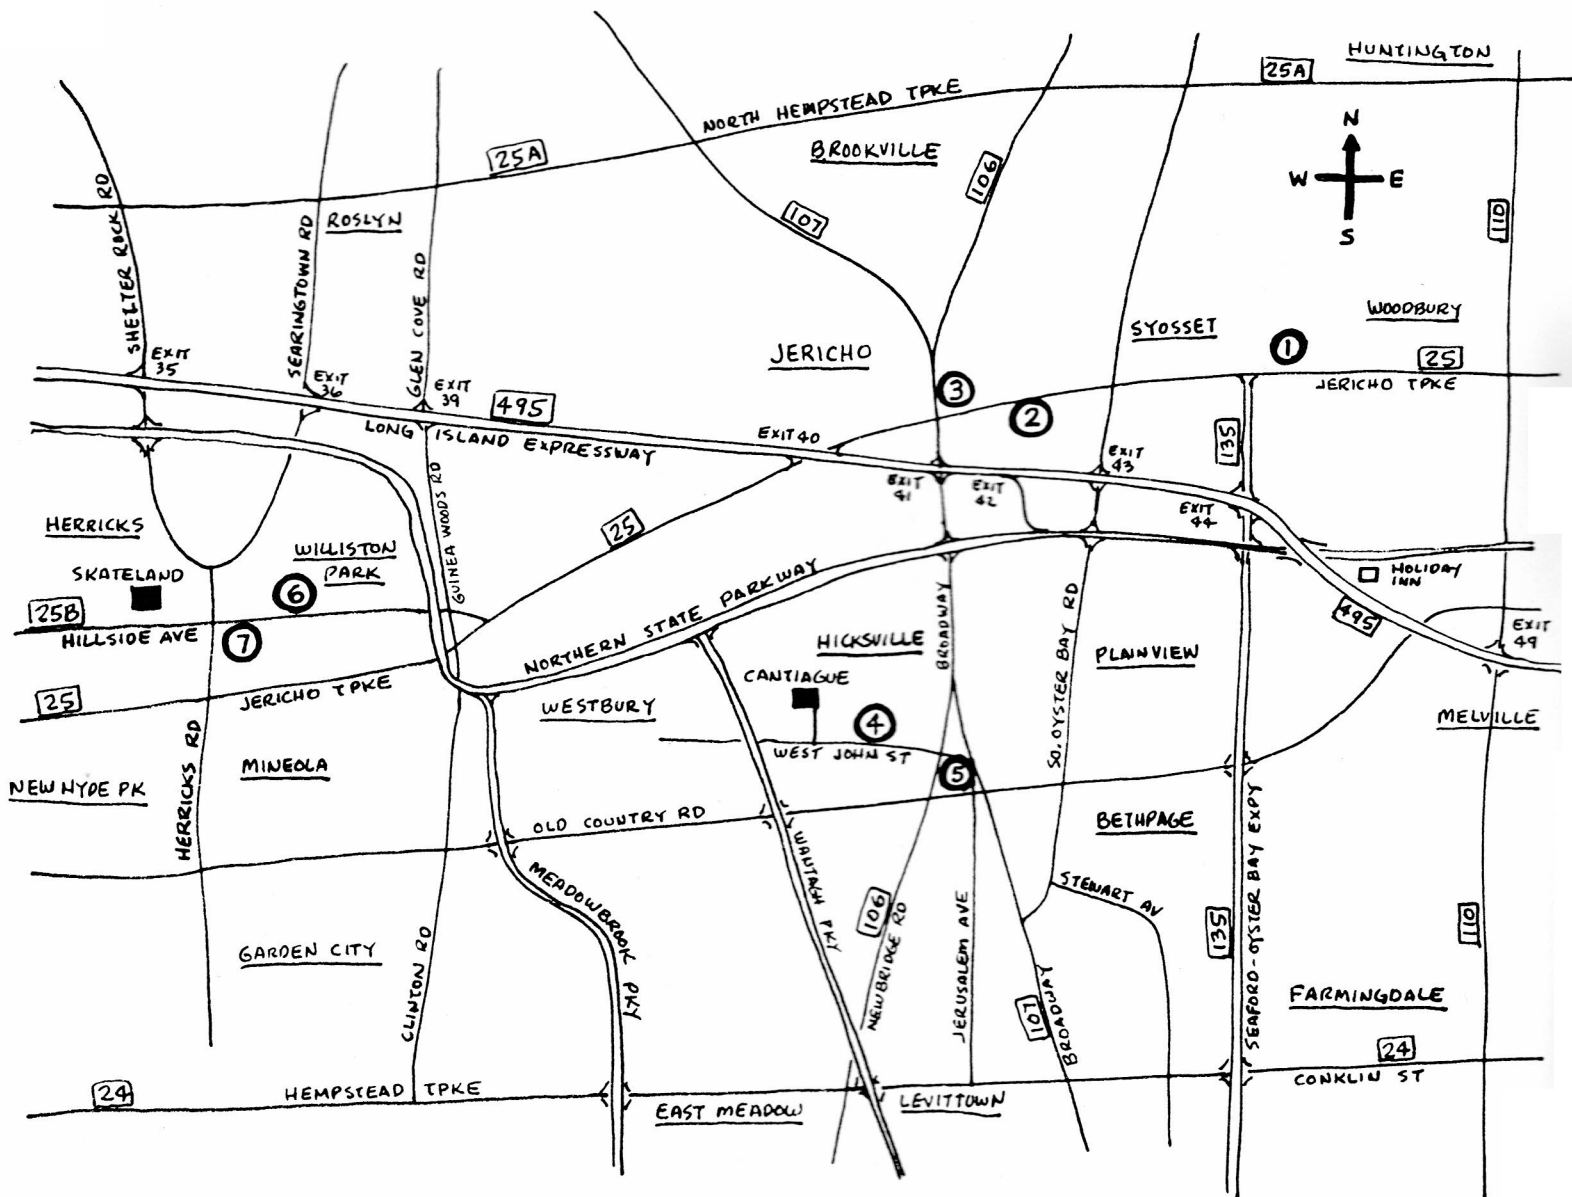 HUNTINGTON
25A
NORTH HEMPSTEAD TPKE
N
W E
S
BROOKVILLE
25A
106
SHELTER ROCK RD
ROSLYN
SEARINGTOWN RD
GLEN COVE RD
107
110
WOODBURY
SYOSSET
1
25
JERICHO TPKE
JERICHO
EXIT
35
EXIT
36
EXIT
39
495
LONG ISLAND EXPRESSWAY
3
2
EXIT 40
135
EXIT
41
EXIT
42
EXIT
43
EXIT
44
GUINEA WOODS RD
25
HERRICKS
WILLISTON
PARK
SKATELAND
6
25B
HILLSIDE AVE
7
NORTHERN STATE PARKWAY
HOLIDAY
INN
495
EXIT
49
HICKSVILLE
BROADWAY
SO. OYSTER BAY RD
PLAINVIEW
CANTIAGUE
25
JERICHO TPKE
WESTBURY
4
WEST JOHN ST
5
MELVILLE
HERRICKS RD
MINEOLA
NEW HYDE PK
OLD COUNTRY RD
BETHPAGE
SEAFORD-OYSTER BAY EXPY
WANTAGH PKY
MEADOWBROOK PKY
STEWART AV
106
NEWBRIDGE RD
JERUSALEM AVE
135
110
GARDEN CITY
CLINTON RD
107
BROADWAY
FARMINGDALE
24
CONKLIN ST
24
HEMPSTEAD TPKE
EAST MEADOW
LEVITTOWN